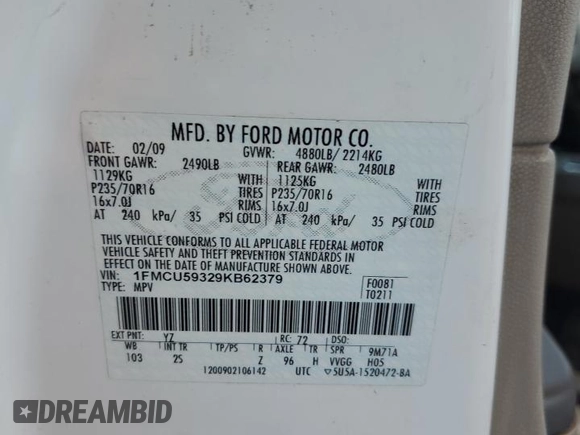 MFD. BY FORD MOTOR CO.
DATE: 02/09 GVWR: 4880LB/ 2214KG
FRONT GAWR: 2490LB REAR GAWR: 2480LB
1129KG WITH 1125KG WITH
P235/70R16 TIRES P235/70R16 TIRES
16x7.0J RIMS 16x7.0J RIMS
AT 240 kPa/ 35 PSI COLD AT 240 kPa/ 35 PSI COLD
THIS VEHICLE CONFORMS TO ALL APPLICABLE FEDERAL MOTOR
VEHICLE SAFETY AND THEFT PREVENTION STANDARDS IN
EFFECT ON THE DATE OF MANUFACTURE SHOWN ABOVE.
VIN: 1FMCU59329KB62379 F0081
TYPE: MPV T0211
EXT PNT: YZ RC: 72 DSO:
WB INT TR TP/PS R AXLE TR SPR 9M71A
103 25 Z 96 H VVGG H05
1200902106142 UTC ▽5U5A-1520472-BA
DREAMBID